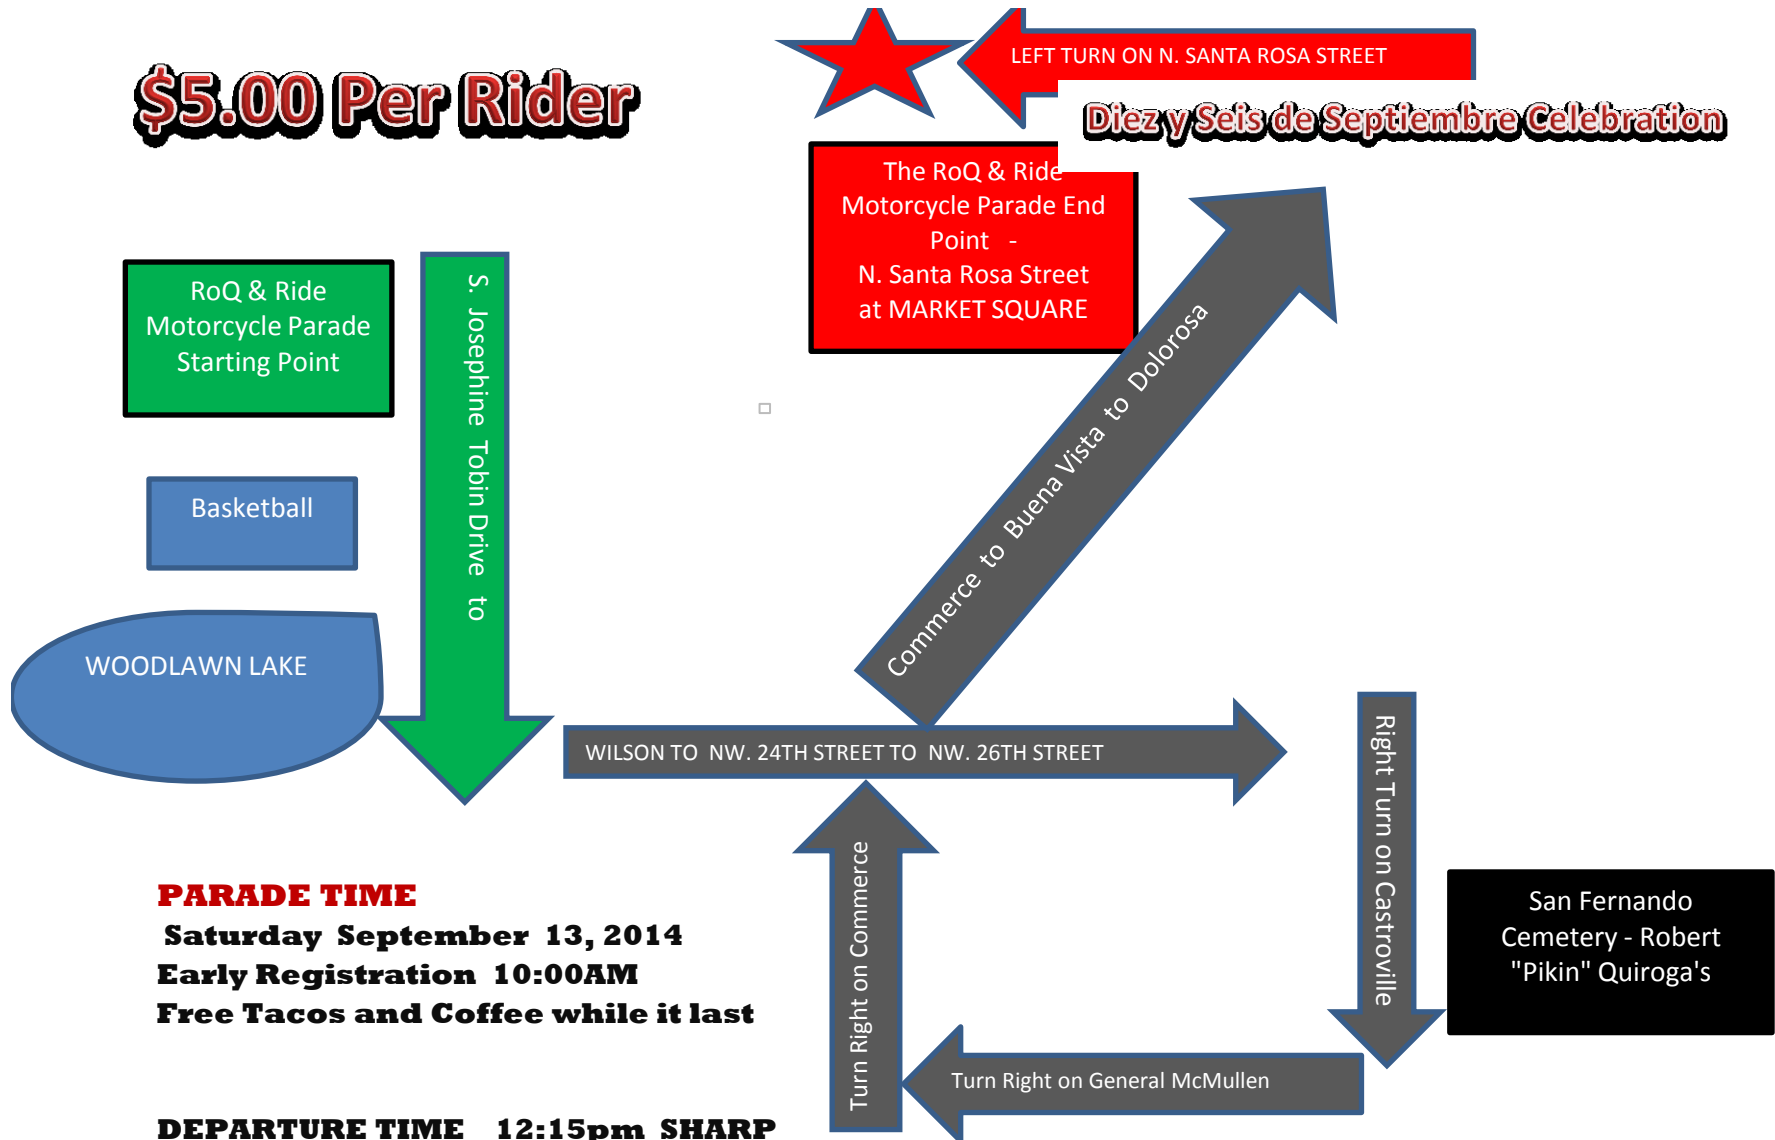 $5.00 Per Rider
LEFT TURN ON N. SANTA ROSA STREET
Diez y Seis de Septiembre Celebration
The RoQ & Ride
Motorcycle Parade End
Point -
N. Santa Rosa Street
at MARKET SQUARE
RoQ & Ride
Motorcycle Parade
Starting Point
S. Josephine Tobin Drive to
Basketball
WOODLAWN LAKE
Commerce to Buena Vista to Dolorosa
WILSON TO NW. 24TH STREET TO NW. 26TH STREET
Right Turn on Castroville
San Fernando
Cemetery - Robert
"Pikin" Quiroga's
Turn Right on General McMullen
Turn Right on Commerce
PARADE TIME
Saturday September 13, 2014
Early Registration 10:00AM
Free Tacos and Coffee while it last
DEPARTURE TIME 12:15pm SHARP